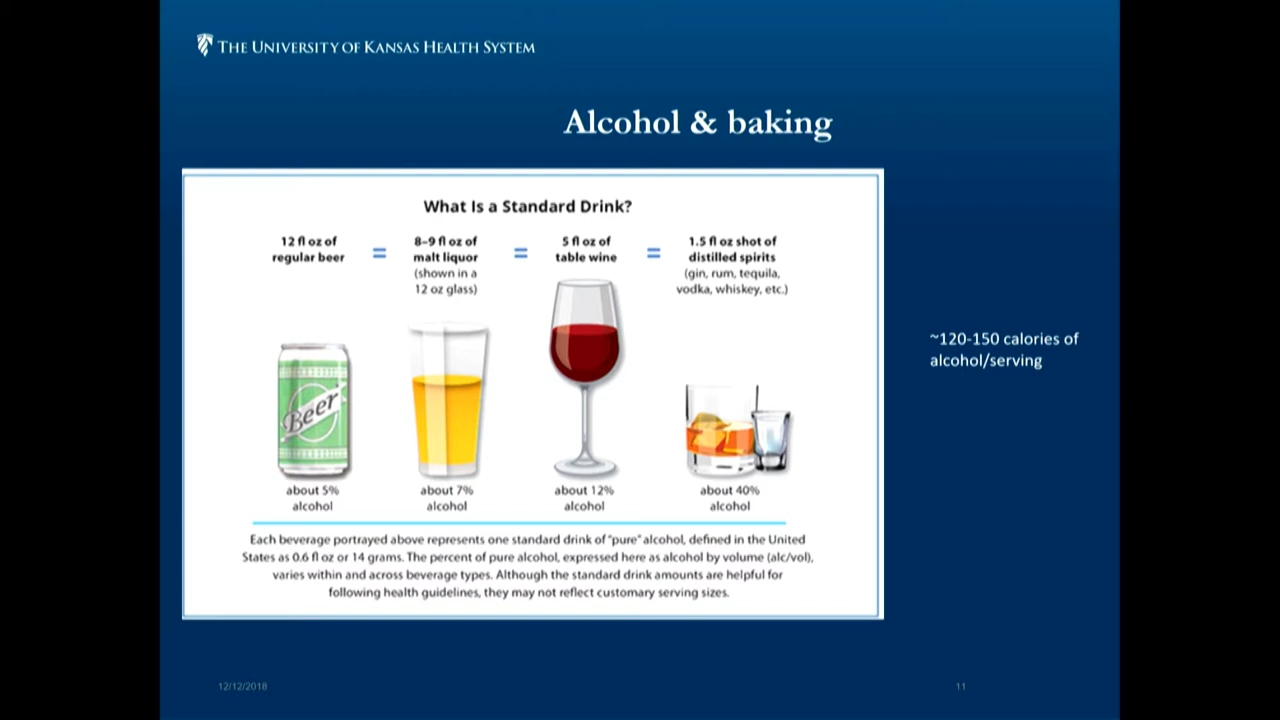 THE UNIVERSITY OF KANSAS HEALTH SYSTEM
Alcohol & baking
What Is a Standard Drink?
12 fl oz of
regular beer
=
8–9 fl oz of
malt liquor
(shown in a
12 oz glass)
=
5 fl oz of
table wine
=
1.5 fl oz shot of
distilled spirits
(gin, rum, tequila,
vodka, whiskey, etc.)
Beer
about 5%
alcohol
about 7%
alcohol
about 12%
alcohol
about 40%
alcohol
Each beverage portrayed above represents one standard drink of "pure" alcohol, defined in the United
States as 0.6 fl oz or 14 grams. The percent of pure alcohol, expressed here as alcohol by volume (alc/vol),
varies within and across beverage types. Although the standard drink amounts are helpful for
following health guidelines, they may not reflect customary serving sizes.
~120-150 calories of
alcohol/serving
12/12/2018
11